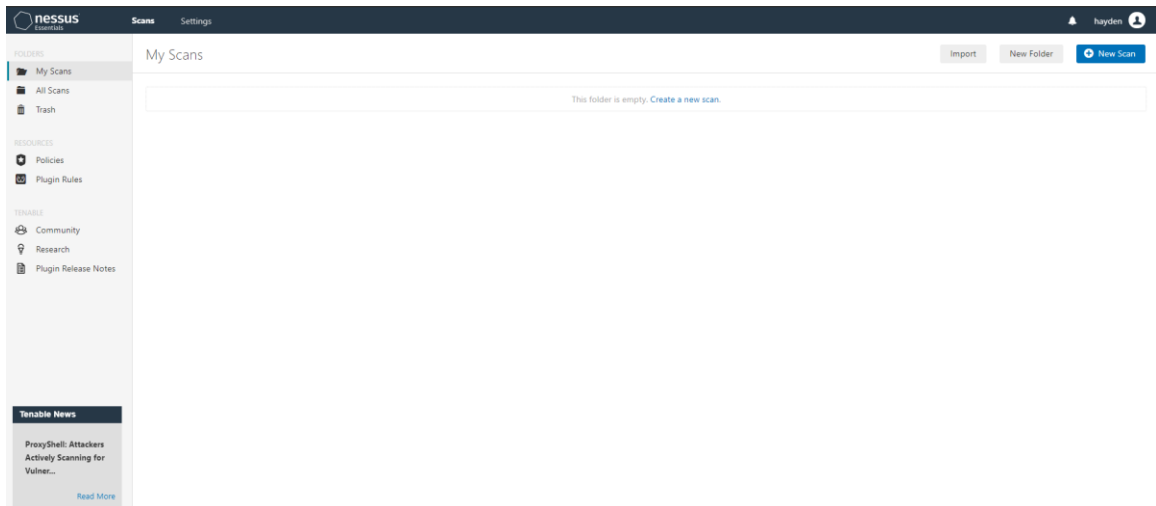 nessus
Essentials
Scans
Settings
hayden
FOLDERS
My Scans
All Scans
Trash
RESOURCES
Policies
Plugin Rules
TENABLE
Community
Research
Plugin Release Notes
Tenable News
ProxyShell: Attackers
Actively Scanning for
Vulner...
Read More
My Scans
Import
New Folder
New Scan
This folder is empty. Create a new scan.